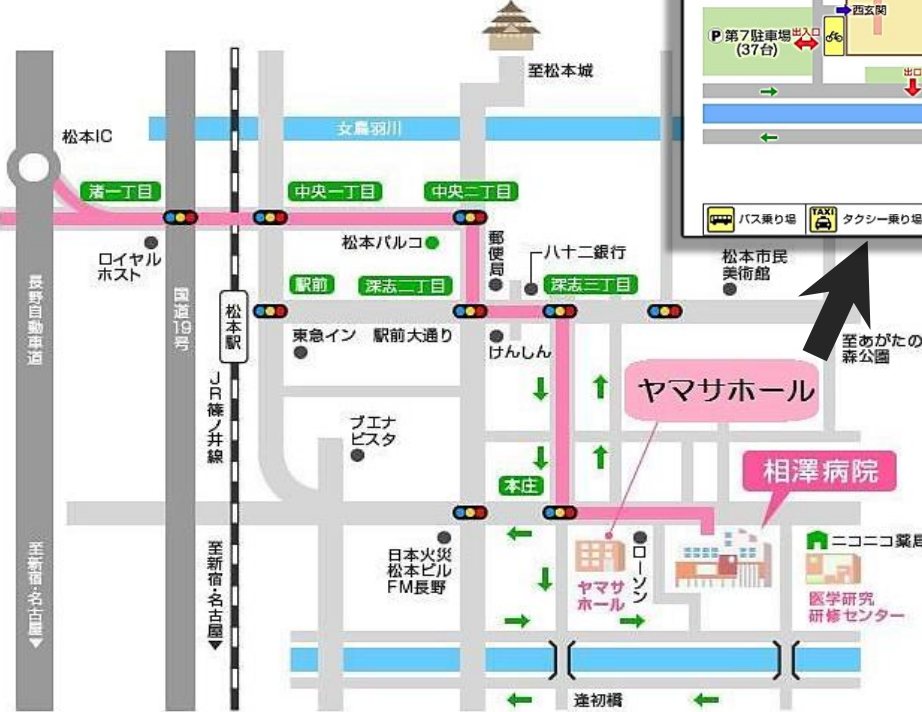 西玄関
P 第7駐車場
(37台)
出入口
出口
至松本城
松本IC
女鳥羽川
渚一丁目
中央一丁目
中央二丁目
バス乗り場
TAXI
タクシー乗り場
ロイヤル
ホスト
松本パルコ
郵便局
八十二銀行
松本市民
美術館
長野自動車道
国道19号
駅前
深志二丁目
深志三丁目
松本駅
東急イン
駅前大通り
けんしん
至あがたの
森公園
JR篠ノ井線
ヤマサホール
ブエナ
ビスタ
相澤病院
本庄
至新宿・名古屋▼
至新宿・名古屋▼
日本火災
松本ビル
FM長野
ヤマサ
ホール
ローソン
ニコニコ薬局
医学研究
研修センター
逢初橋